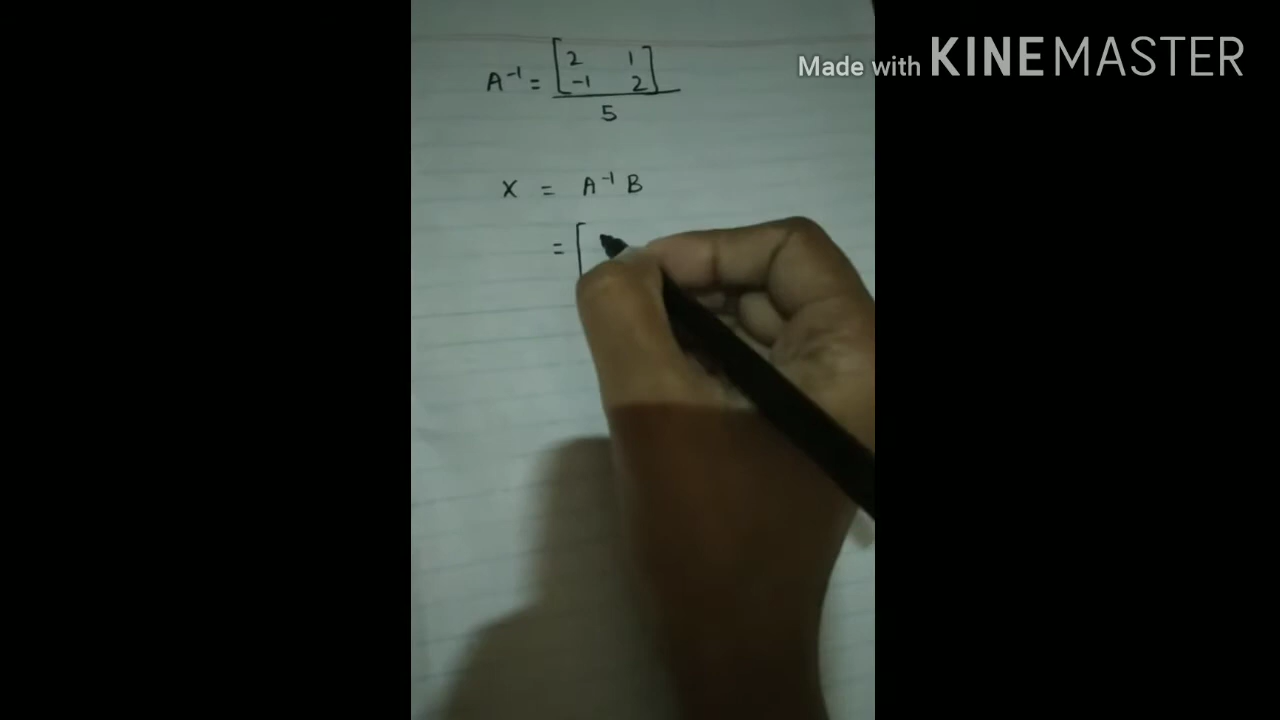 Made with KINEMASTER
A⁻¹ = [2 1
-1 2]
5
X = A⁻¹ B
= [